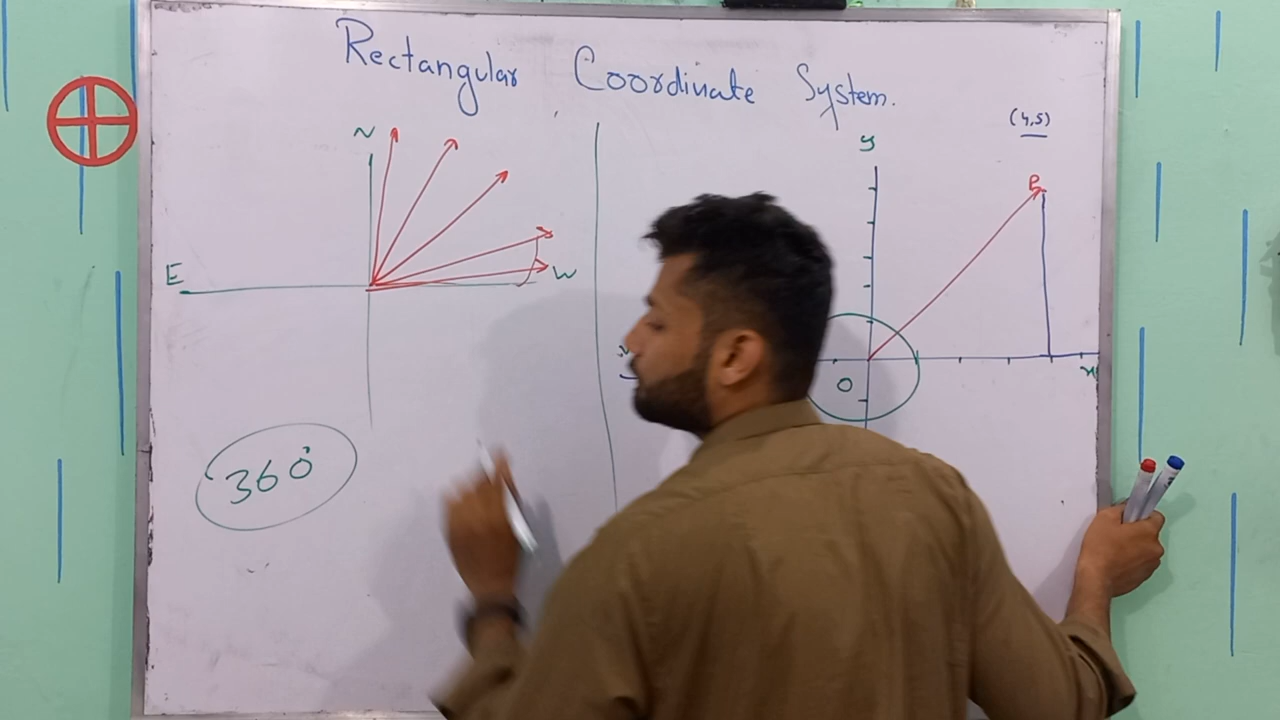 Rectangular Coordinate System.
N
E
W
360°
y
(4,5)
P
O
x